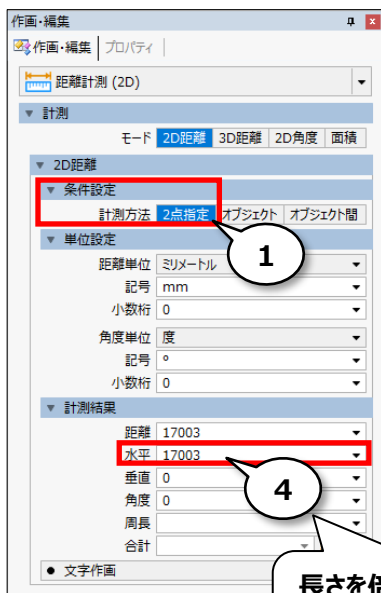 作画・編集
作画・編集 プロパティ
距離計測 (2D)
計測
モード 2D距離 3D距離 2D角度 面積
2D距離
条件設定
計測方法 2点指定 オブジェクト オブジェクト間
1
単位設定
距離単位 ミリメートル
記号 mm
小数桁 0
角度単位 度
記号 °
小数桁 0
計測結果
距離 17003
水平 17003
垂直 0
4
角度 0
周長
合計
文字作画
長さを